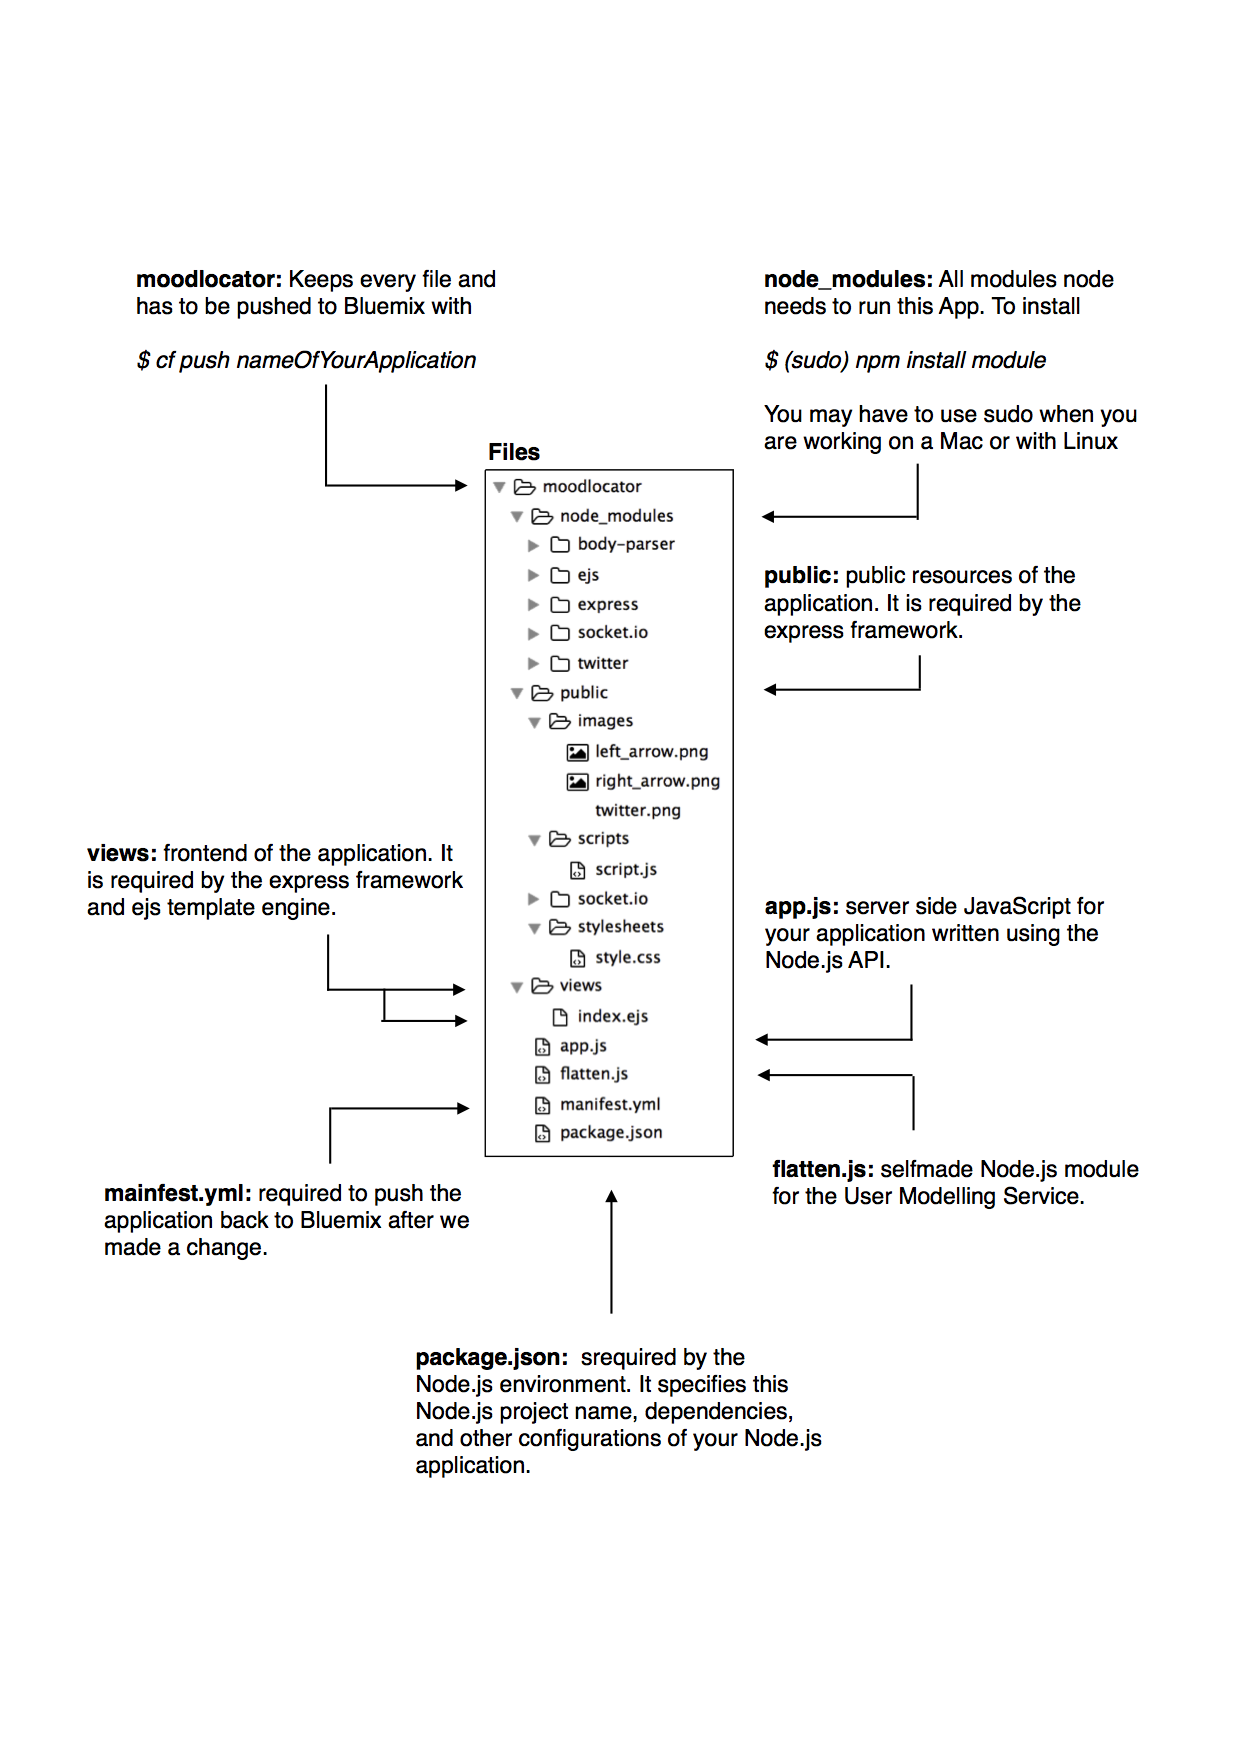 moodlocator: Keeps every file and
has to be pushed to Bluemix with
$ cf push nameOfYourApplication
node_modules: All modules node
needs to run this App. To install
$ (sudo) npm install module
You may have to use sudo when you
are working on a Mac or with Linux
Files
moodlocator
node_modules
body-parser
ejs
express
socket.io
twitter
public
images
left_arrow.png
right_arrow.png
twitter.png
scripts
script.js
socket.io
stylesheets
style.css
views
index.ejs
app.js
flatten.js
manifest.yml
package.json
public: public resources of the
application. It is required by the
express framework.
views: frontend of the application. It
is required by the express framework
and ejs template engine.
app.js: server side JavaScript for
your application written using the
Node.js API.
mainfest.yml: required to push the
application back to Bluemix after we
made a change.
flatten.js: selfmade Node.js module
for the User Modelling Service.
package.json:  srequired by the
Node.js environment. It specifies this
Node.js project name, dependencies,
and other configurations of your Node.js
application.